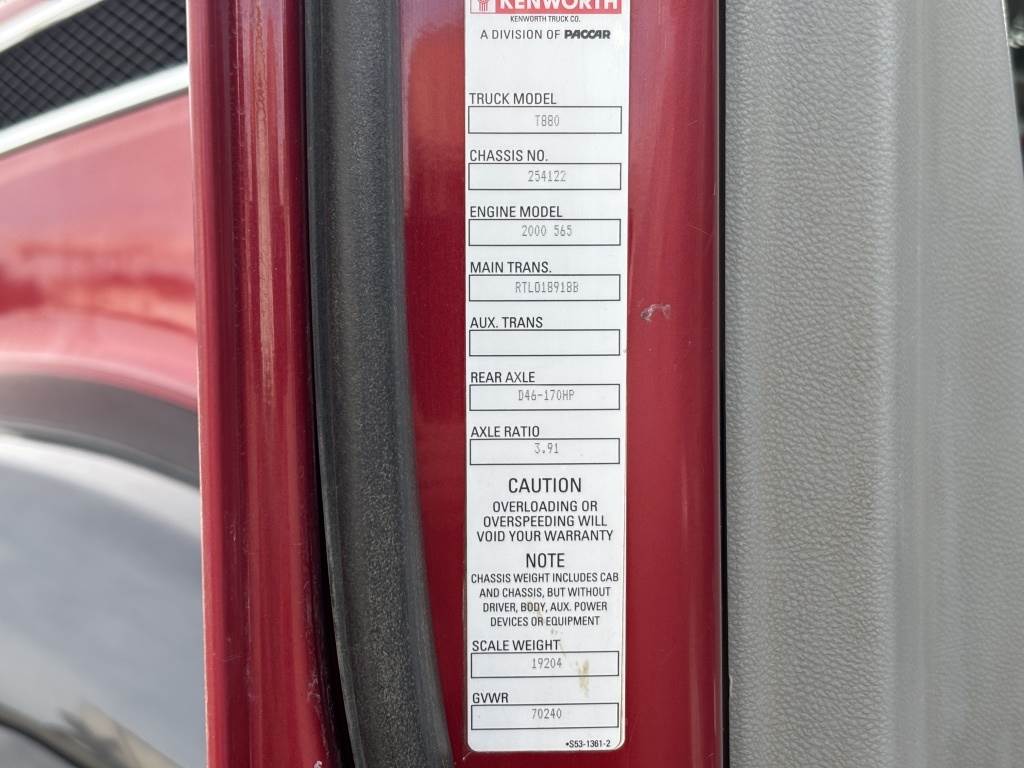 KENWORTH
KENWORTH TRUCK CO.
A DIVISION OF PACCAR
TRUCK MODEL
T880
CHASSIS NO.
254122
ENGINE MODEL
2000 565
MAIN TRANS.
RTLO18918B
AUX. TRANS
REAR AXLE
D46-170HP
AXLE RATIO
3.91
CAUTION
OVERLOADING OR
OVERSPEEDING WILL
VOID YOUR WARRANTY
NOTE
CHASSIS WEIGHT INCLUDES CAB
AND CHASSIS, BUT WITHOUT
DRIVER, BODY, AUX. POWER
DEVICES OR EQUIPMENT
SCALE WEIGHT
19204
GVWR
70240
•S53-1361-2